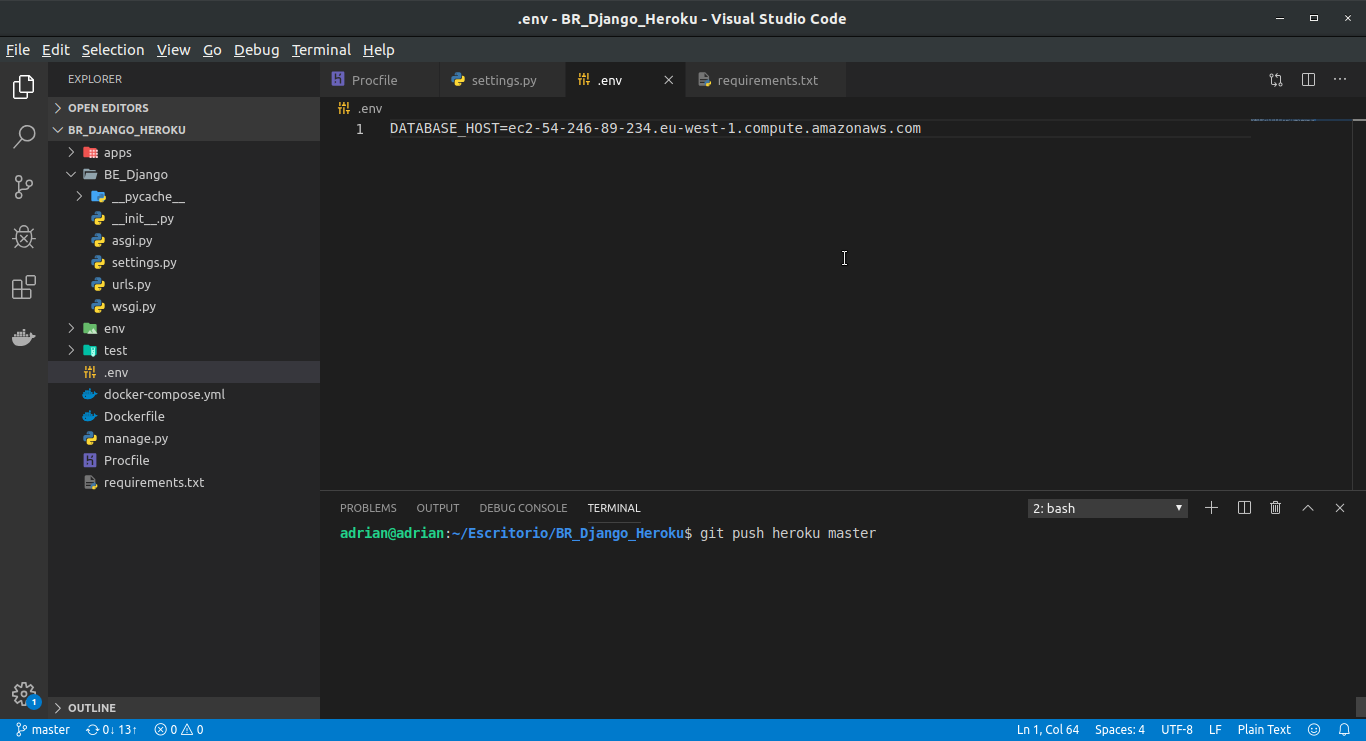 .env - BR_Django_Heroku - Visual Studio Code
File Edit Selection View Go Debug Terminal Help
EXPLORER
OPEN EDITORS
BR_DJANGO_HEROKU
apps
BE_Django
__pycache__
__init__.py
asgi.py
settings.py
urls.py
wsgi.py
env
test
.env
docker-compose.yml
Dockerfile
manage.py
Procfile
requirements.txt
OUTLINE
Procfile settings.py .env requirements.txt
.env
1 DATABASE_HOST=ec2-54-246-89-234.eu-west-1.compute.amazonaws.com
PROBLEMS OUTPUT DEBUG CONSOLE TERMINAL 2: bash
adrian@adrian:~/Escritorio/BR_Django_Heroku$ git push heroku master
1
master 0↓ 13↑ 0 0 Ln 1, Col 64 Spaces: 4 UTF-8 LF Plain Text